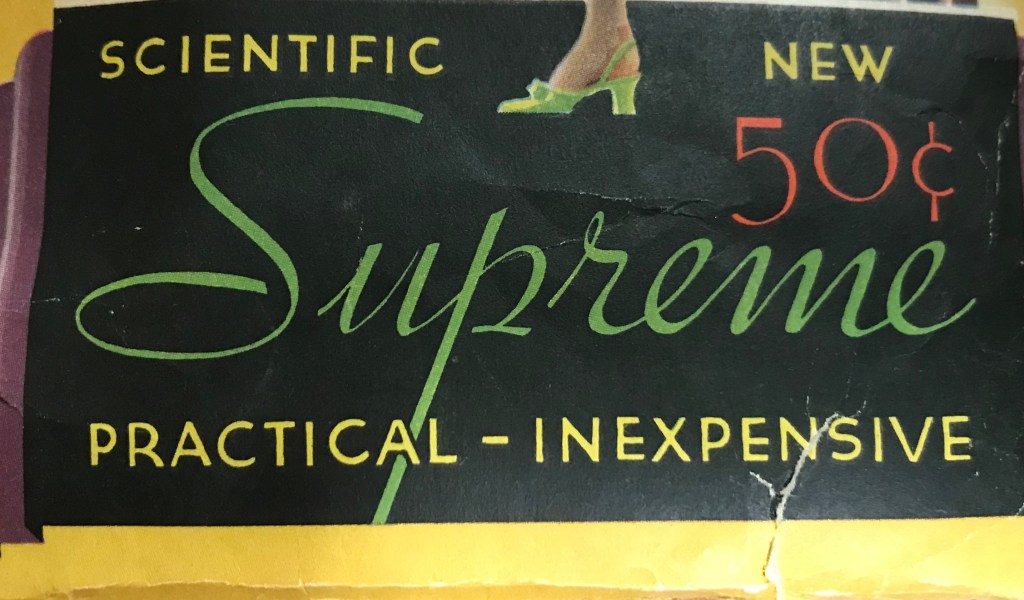 SCIENTIFIC NEW
50¢
Supreme
PRACTICAL - INEXPENSIVE